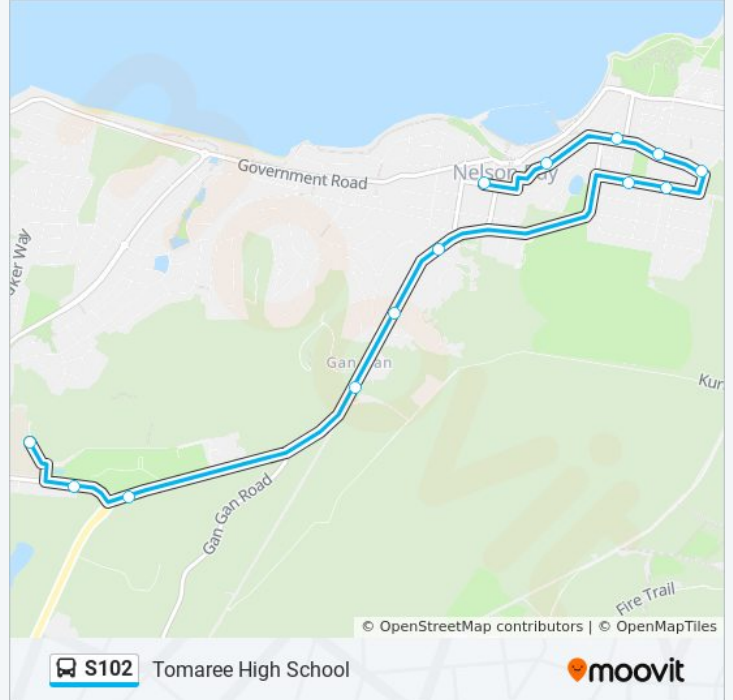 Government Road
Nelson Bay
Gan Gan
Gan Gan Road
Fire Trail
© OpenStreetMap contributors | © OpenMapTiles
S102 Tomaree High School
moovit